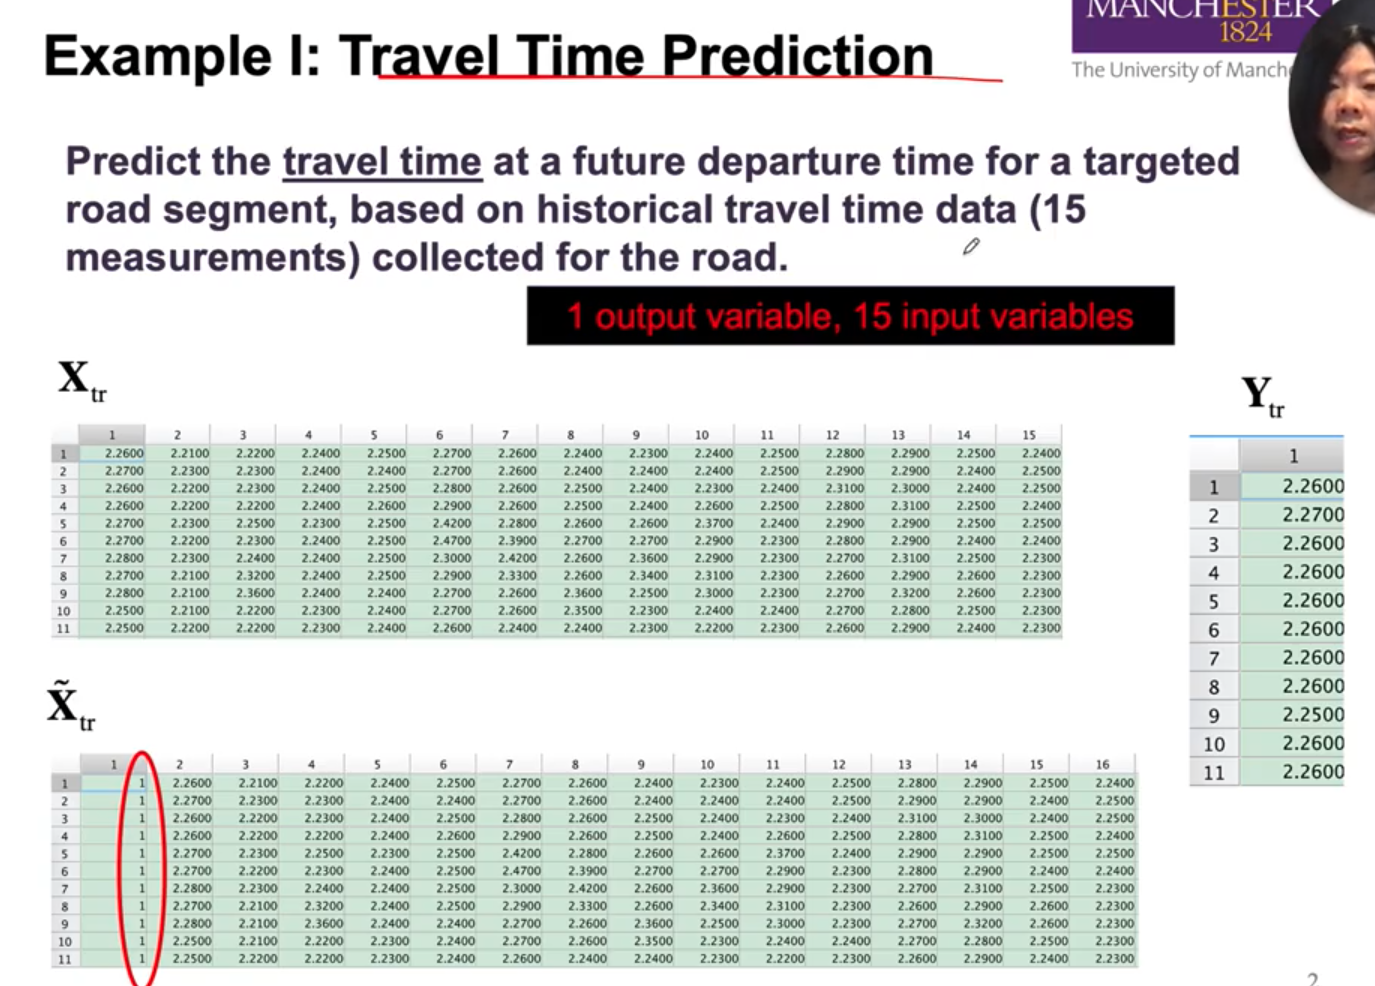 MANCHESTER
1824
The University of Manch
Example I: Travel Time Prediction
Predict the travel time at a future departure time for a targeted
road segment, based on historical travel time data (15
measurements) collected for the road.
1 output variable, 15 input variables
X tr
1 2 3 4 5 6 7 8 9 10 11 12 13 14 15
1 2.2600 2.2100 2.2200 2.2400 2.2500 2.2700 2.2600 2.2400 2.2300 2.2400 2.2500 2.2800 2.2900 2.2500 2.2400
2 2.2700 2.2300 2.2300 2.2400 2.2400 2.2700 2.2600 2.2400 2.2400 2.2400 2.2500 2.2900 2.2900 2.2400 2.2500
3 2.2600 2.2200 2.2300 2.2400 2.2500 2.2800 2.2600 2.2500 2.2400 2.2300 2.2400 2.3100 2.3000 2.2400 2.2500
4 2.2600 2.2200 2.2200 2.2400 2.2600 2.2900 2.2600 2.2500 2.2400 2.2600 2.2500 2.2800 2.3100 2.2500 2.2400
5 2.2700 2.2300 2.2500 2.2300 2.2500 2.4200 2.2800 2.2600 2.2600 2.3700 2.2400 2.2900 2.2900 2.2500 2.2500
6 2.2700 2.2200 2.2300 2.2400 2.2500 2.4700 2.3900 2.2700 2.2700 2.2900 2.2300 2.2800 2.2900 2.2400 2.2400
7 2.2800 2.2300 2.2400 2.2400 2.2500 2.3000 2.4200 2.2600 2.3600 2.2900 2.2300 2.2700 2.3100 2.2500 2.2300
8 2.2700 2.2100 2.3200 2.2400 2.2500 2.2900 2.3300 2.2600 2.3400 2.3100 2.2300 2.2600 2.2900 2.2600 2.2300
9 2.2800 2.2100 2.3600 2.2400 2.2400 2.2700 2.2600 2.3600 2.2500 2.3000 2.2300 2.2700 2.3200 2.2600 2.2300
10 2.2500 2.2100 2.2200 2.2300 2.2400 2.2700 2.2600 2.3500 2.2300 2.2400 2.2400 2.2700 2.2800 2.2500 2.2300
11 2.2500 2.2200 2.2200 2.2300 2.2400 2.2600 2.2400 2.2400 2.2300 2.2200 2.2300 2.2600 2.2900 2.2400 2.2300
Y tr
1
1 2.2600
2 2.2700
3 2.2600
4 2.2600
5 2.2600
6 2.2600
7 2.2600
8 2.2600
9 2.2500
10 2.2600
11 2.2600
X̃ tr
1 2 3 4 5 6 7 8 9 10 11 12 13 14 15 16
1 1 2.2600 2.2100 2.2200 2.2400 2.2500 2.2700 2.2600 2.2400 2.2300 2.2400 2.2500 2.2800 2.2900 2.2500 2.2400
2 1 2.2700 2.2300 2.2300 2.2400 2.2400 2.2700 2.2600 2.2400 2.2400 2.2400 2.2500 2.2900 2.2900 2.2400 2.2500
3 1 2.2600 2.2200 2.2300 2.2400 2.2500 2.2800 2.2600 2.2500 2.2400 2.2300 2.2400 2.3100 2.3000 2.2400 2.2500
4 1 2.2600 2.2200 2.2200 2.2400 2.2600 2.2900 2.2600 2.2500 2.2400 2.2600 2.2500 2.2800 2.3100 2.2500 2.2400
5 1 2.2700 2.2300 2.2500 2.2300 2.2500 2.4200 2.2800 2.2600 2.2600 2.3700 2.2400 2.2900 2.2900 2.2500 2.2500
6 1 2.2700 2.2200 2.2300 2.2400 2.2500 2.4700 2.3900 2.2700 2.2700 2.2900 2.2300 2.2800 2.2900 2.2400 2.2400
7 1 2.2800 2.2300 2.2400 2.2400 2.2500 2.3000 2.4200 2.2600 2.3600 2.2900 2.2300 2.2700 2.3100 2.2500 2.2300
8 1 2.2700 2.2100 2.3200 2.2400 2.2500 2.2900 2.3300 2.2600 2.3400 2.3100 2.2300 2.2600 2.2900 2.2600 2.2300
9 1 2.2800 2.2100 2.3600 2.2400 2.2400 2.2700 2.2600 2.3600 2.2500 2.3000 2.2300 2.2700 2.3200 2.2600 2.2300
10 1 2.2500 2.2100 2.2200 2.2300 2.2400 2.2700 2.2600 2.3500 2.2300 2.2400 2.2400 2.2700 2.2800 2.2500 2.2300
11 1 2.2500 2.2200 2.2200 2.2300 2.2400 2.2600 2.2400 2.2400 2.2300 2.2200 2.2300 2.2600 2.2900 2.2400 2.2300
2